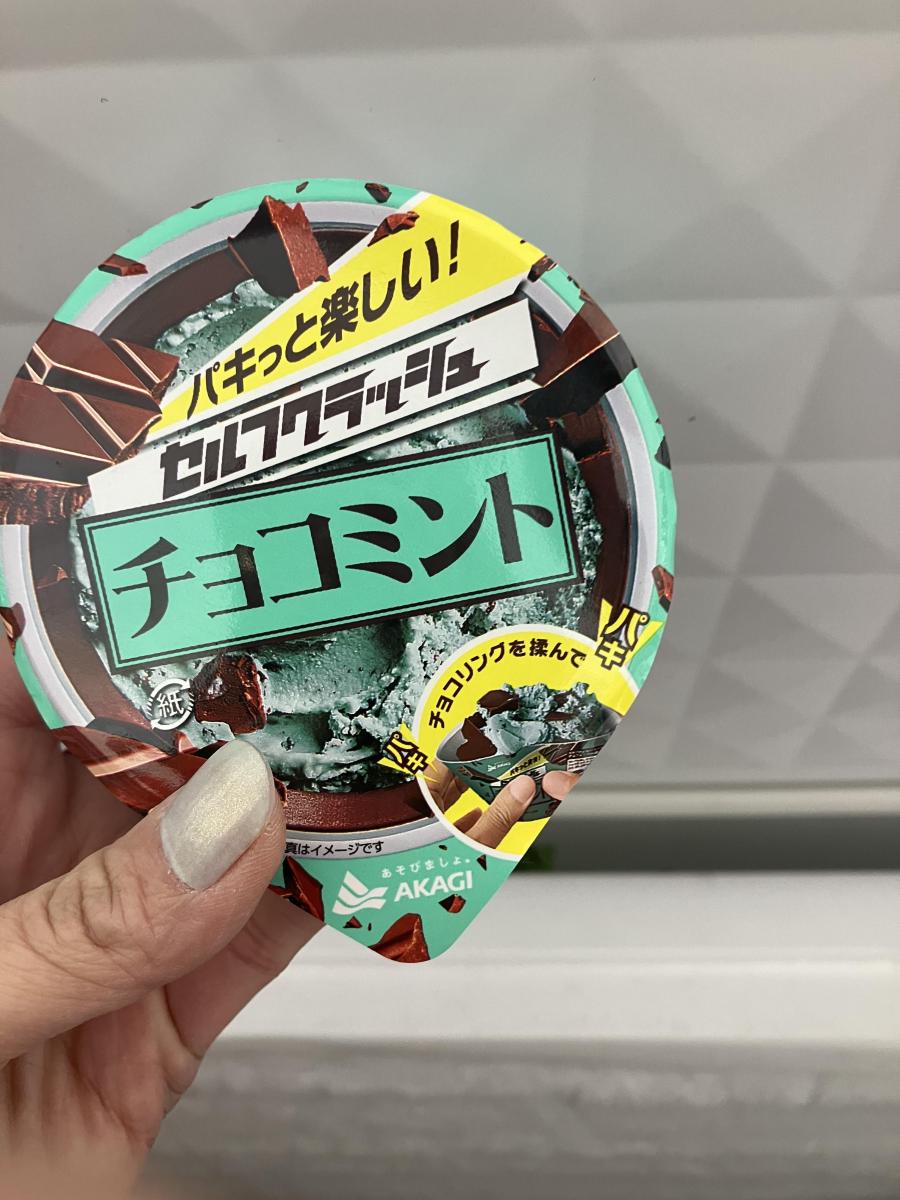 パキっと楽しい!
セルフクラッシュ
チョコミント
パキ
チョコリングを揉んで
パキ
紙
真はイメージです
あそびましょ。
AKAGI